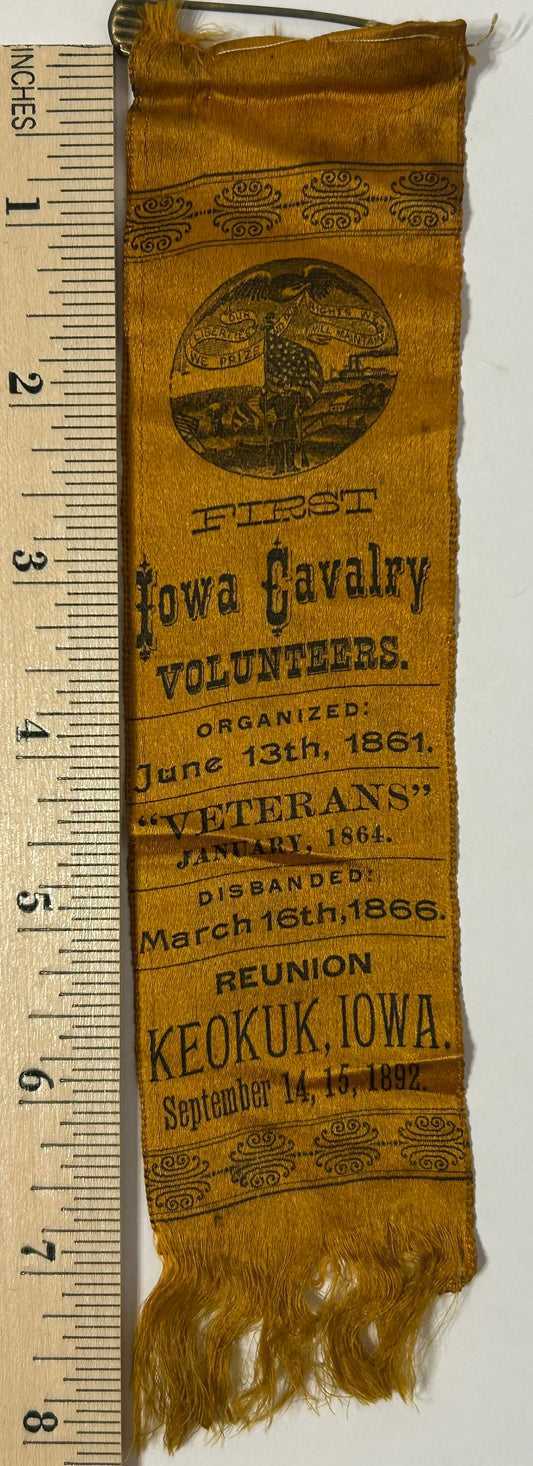 INCHES
1
2
3
4
5
6
7
8
OUR
LIBERTIES
WE PRIZE
RIGHTS WE
WILL MAINTAIN
FIRST
Iowa Cavalry
VOLUNTEERS.
ORGANIZED:
June 13th, 1861.
"VETERANS"
JANUARY, 1864.
DISBANDED:
March 16th, 1866.
REUNION
KEOKUK, IOWA.
September 14, 15, 1892.